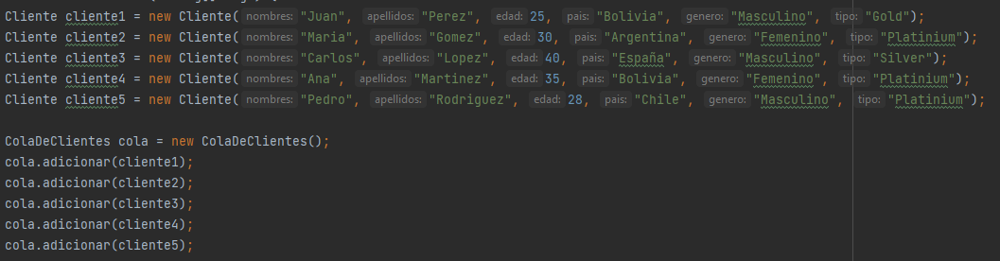 Cliente cliente1 = new Cliente( nombres: "Juan", apellidos: "Perez", edad: 25, pais: "Bolivia", genero: "Masculino", tipo: "Gold");
Cliente cliente2 = new Cliente( nombres: "Maria", apellidos: "Gomez", edad: 30, pais: "Argentina", genero: "Femenino", tipo: "Platinium");
Cliente cliente3 = new Cliente( nombres: "Carlos", apellidos: "Lopez", edad: 40, pais: "España", genero: "Masculino", tipo: "Silver");
Cliente cliente4 = new Cliente( nombres: "Ana", apellidos: "Martinez", edad: 35, pais: "Bolivia", genero: "Femenino", tipo: "Platinium");
Cliente cliente5 = new Cliente( nombres: "Pedro", apellidos: "Rodriguez", edad: 28, pais: "Chile", genero: "Masculino", tipo: "Platinium");
ColaDeClientes cola = new ColaDeClientes();
cola.adicionar(cliente1);
cola.adicionar(cliente2);
cola.adicionar(cliente3);
cola.adicionar(cliente4);
cola.adicionar(cliente5);